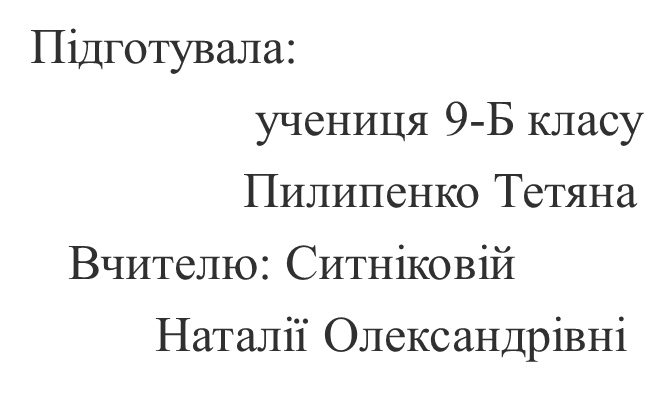 Підготувала:
учениця 9-Б класу
Пилипенко Тетяна
Вчителю: Ситніковій
Наталії Олександрівні